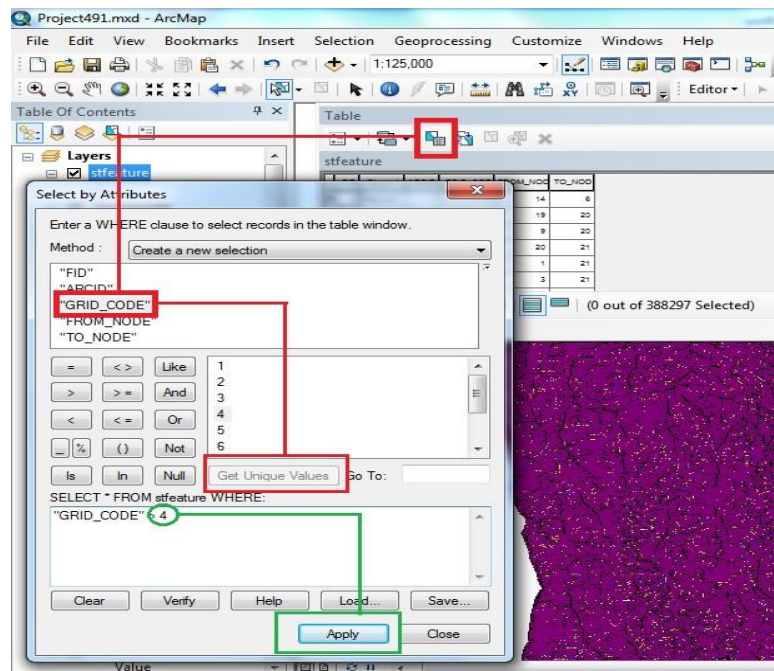 Project491.mxd - ArcMap
File Edit View Bookmarks Insert Selection Geoprocessing Customize Windows Help
1:125,000
Editor
Table Of Contents
Table
Layers
stfeature
stfeature
TO_NOD
14 6
19 20
9 20
20 21
1 21
3 21
(0 out of 388297 Selected)
Select by Attributes
Enter a WHERE clause to select records in the table window.
Method : Create a new selection
"FID"
"ARCID"
"GRID_CODE"
"FROM_NODE"
"TO_NODE"
= < > Like
> > = And
< < = Or
_ % () Not
Is In Null
1
2
3
4
5
6
Get Unique Values Go To:
SELECT * FROM stfeature WHERE:
"GRID_CODE" > 4
Clear Verify Help Load... Save...
Apply Close
Value